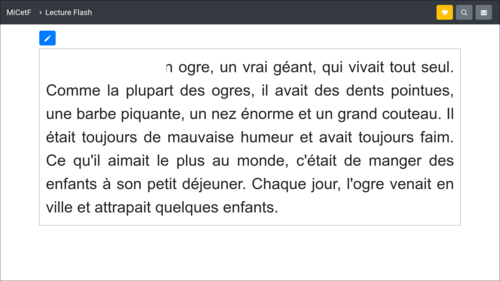 MiCetF › Lecture Flash
ogre, un vrai géant, qui vivait tout seul.
Comme la plupart des ogres, il avait des dents pointues,
une barbe piquante, un nez énorme et un grand couteau. Il
était toujours de mauvaise humeur et avait toujours faim.
Ce qu'il aimait le plus au monde, c'était de manger des
enfants à son petit déjeuner. Chaque jour, l'ogre venait en
ville et attrapait quelques enfants.